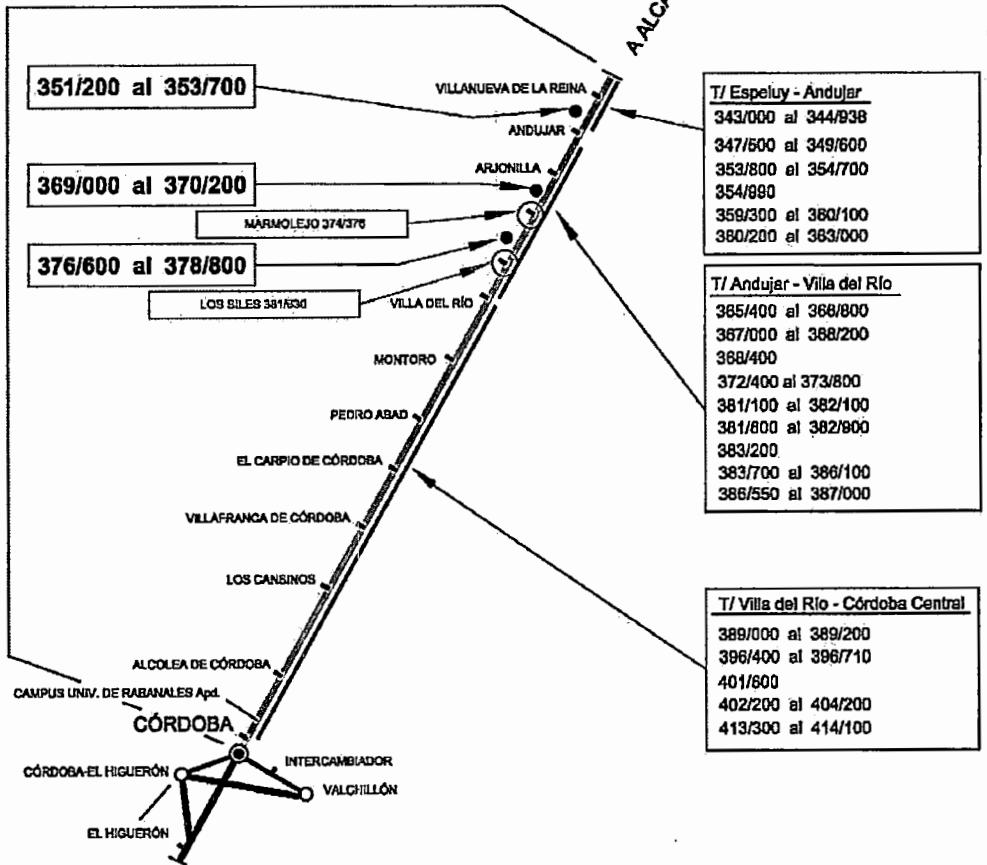 A ALCA
351/200 al 353/700
VILLANUEVA DE LA REINA
ANDUJAR
369/000 al 370/200
ARJONILLA
MARMOLEJO 374/376
376/600 al 378/800
LOS SILES 381/630
VILLA DEL RÍO
MONTORO
PEDRO ABAD
EL CARPIO DE CÓRDOBA
VILLAFRANCA DE CÓRDOBA
LOS CANSINOS
ALCOLEA DE CÓRDOBA
CAMPUS UNIV. DE RABANALES Apd.
CÓRDOBA
INTERCAMBIADOR
CÓRDOBA-EL HIGUERÓN
VALCHILLÓN
EL HIGUERÓN
T/ Espeluy - Andujar
343/000 al 344/938
347/500 al 349/600
353/800 al 354/700
354/990
359/300 al 360/100
360/200 al 363/000
T/ Andujar - Villa del Río
365/400 al 366/800
367/000 al 368/200
368/400
372/400 al 373/800
381/100 al 382/100
381/800 al 382/900
383/200
383/700 al 386/100
386/550 al 387/000
T/ Villa del Río - Córdoba Central
389/000 al 389/200
396/400 al 396/710
401/600
402/200 al 404/200
413/300 al 414/100